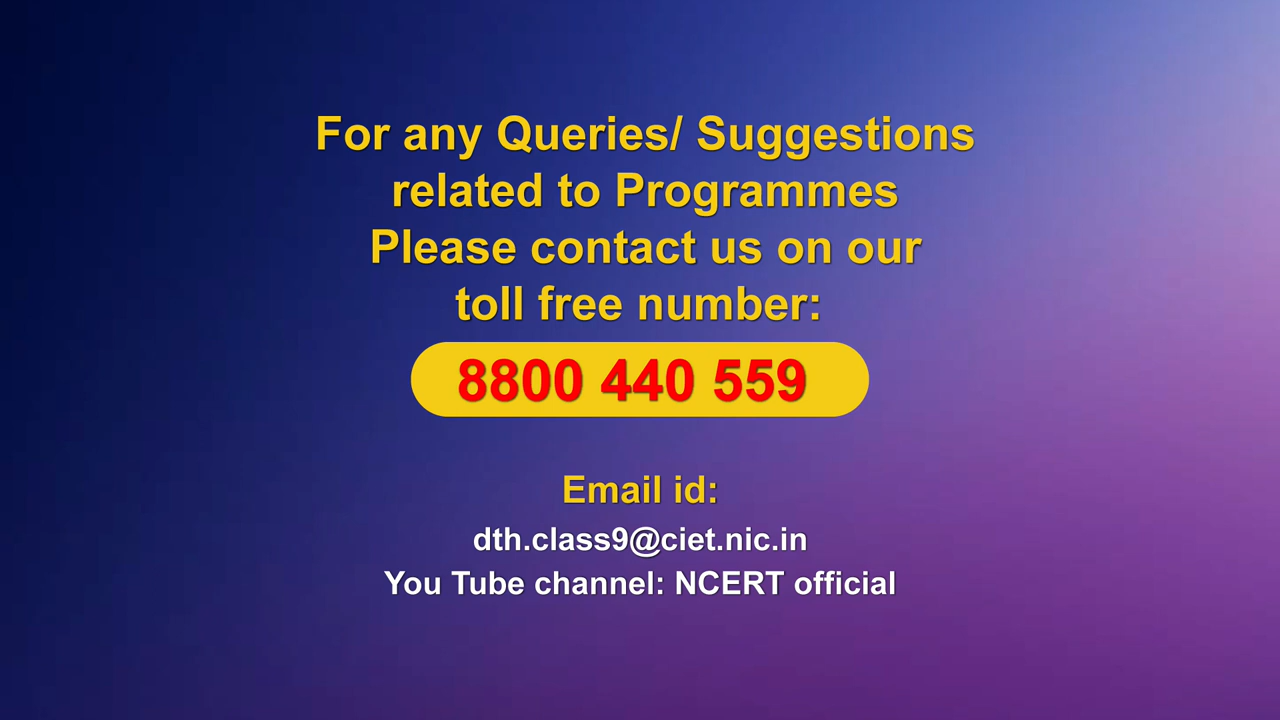 For any Queries/ Suggestions
related to Programmes
Please contact us on our
toll free number:
8800 440 559
Email id:
dth.class9@ciet.nic.in
You Tube channel: NCERT official